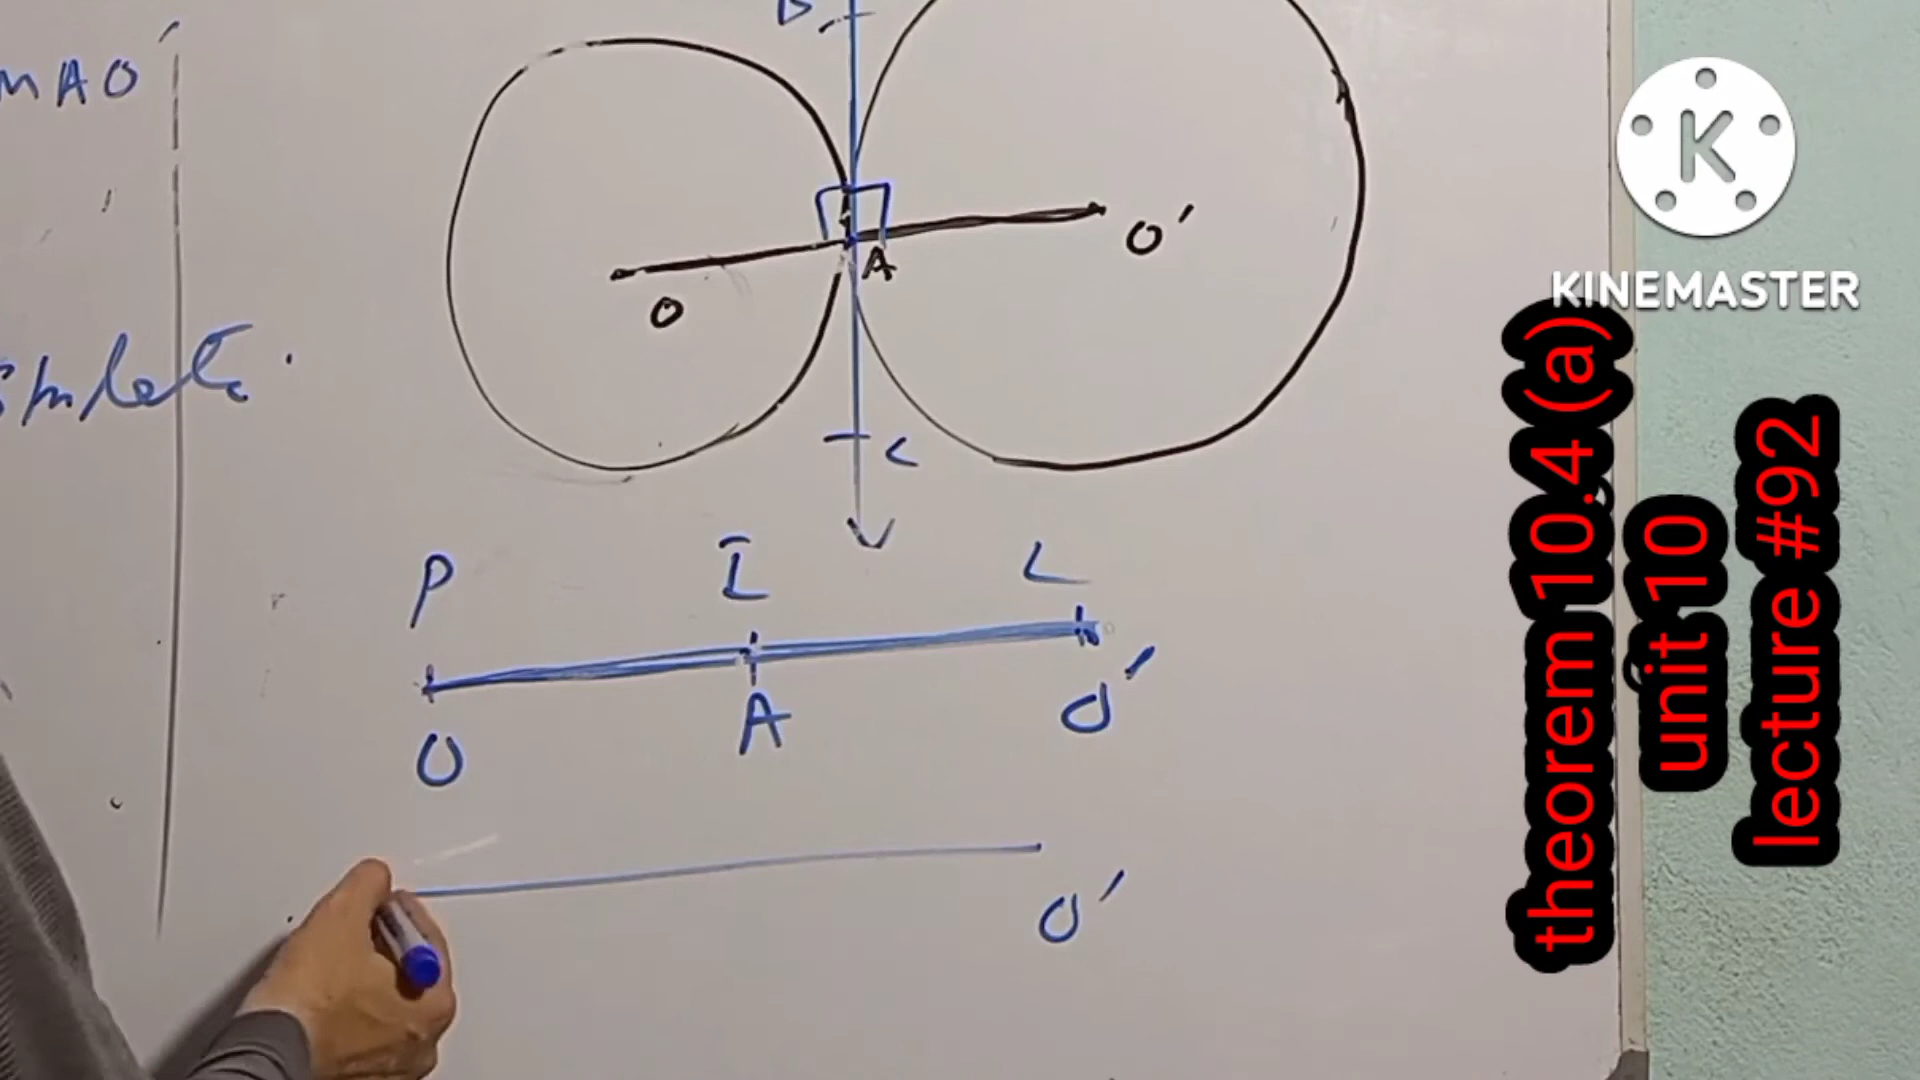 mAO′
O
A
O′
C
P I L
O A O′
O′
K
KINEMASTER
theorem 10.4 (a)
unit 10
lecture #92